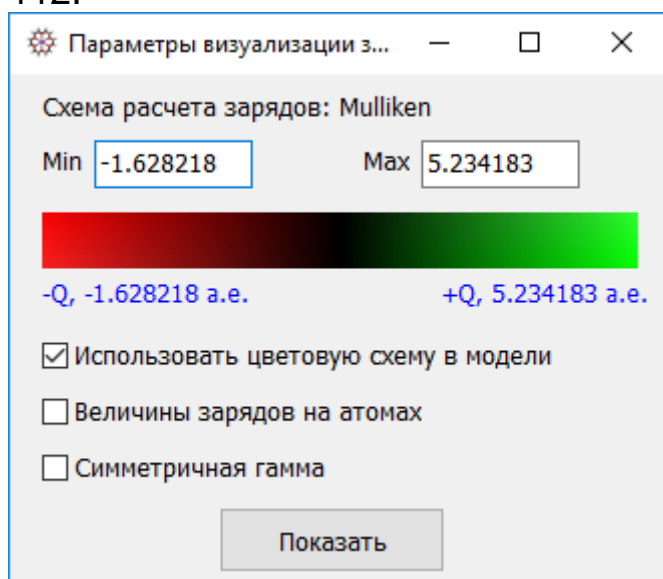 Параметры визуализации з...
Схема расчета зарядов: Mulliken
Min -1.628218 Max 5.234183
-Q, -1.628218 а.е. +Q, 5.234183 а.е.
Использовать цветовую схему в модели
Величины зарядов на атомах
Симметричная гамма
Показать